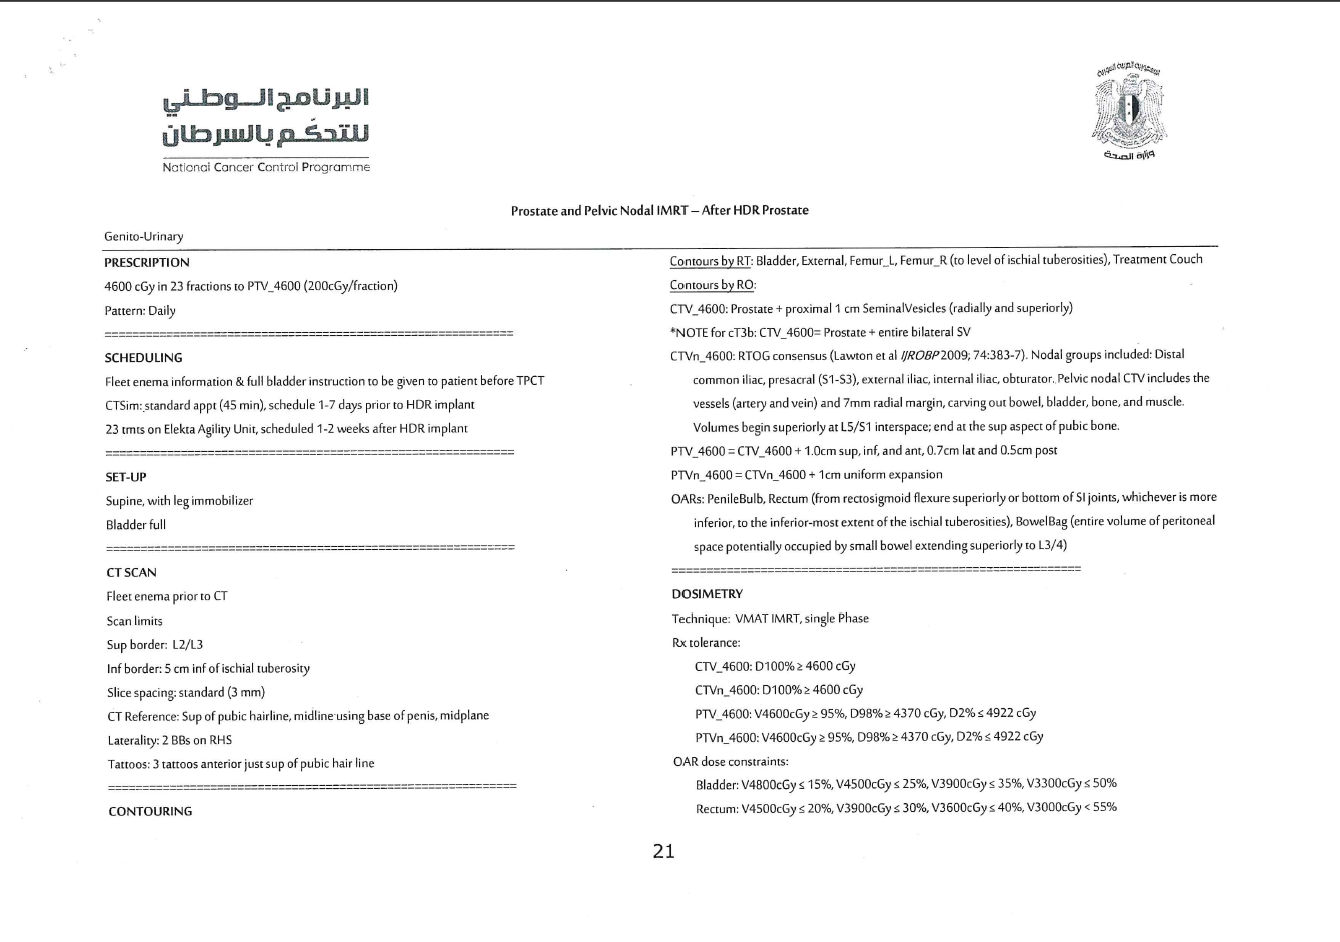 البرنامج الـوطني
للتحكّم بالسرطان
National Cancer Control Programme
وزارة الصحة
Prostate and Pelvic Nodal IMRT – After HDR Prostate
Genito-Urinary
PRESCRIPTION
4600 cGy in 23 fractions to PTV_4600 (200cGy/fraction)
Pattern: Daily
SCHEDULING
Fleet enema information & full bladder instruction to be given to patient before TPCT
CTSim: standard appt (45 min), schedule 1-7 days prior to HDR implant
23 tmts on Elekta Agility Unit, scheduled 1-2 weeks after HDR implant
SET-UP
Supine, with leg immobilizer
Bladder full
CT SCAN
Fleet enema prior to CT
Scan limits
Sup border: L2/L3
Inf border: 5 cm inf of ischial tuberosity
Slice spacing: standard (3 mm)
CT Reference: Sup of pubic hairline, midline using base of penis, midplane
Laterality: 2 BBs on RHS
Tattoos: 3 tattoos anterior just sup of pubic hair line
CONTOURING
Contours by RT: Bladder, External, Femur_L, Femur_R (to level of ischial tuberosities), Treatment Couch
Contours by RO:
CTV_4600: Prostate + proximal 1 cm SeminalVesicles (radially and superiorly)
*NOTE for cT3b: CTV_4600= Prostate + entire bilateral SV
CTVn_4600: RTOG consensus (Lawton et al IJROBP 2009; 74:383-7). Nodal groups included: Distal
common iliac, presacral (S1-S3), external iliac, internal iliac, obturator. Pelvic nodal CTV includes the
vessels (artery and vein) and 7mm radial margin, carving out bowel, bladder, bone, and muscle.
Volumes begin superiorly at L5/S1 interspace; end at the sup aspect of pubic bone.
PTV_4600 = CTV_4600 + 1.0cm sup, inf, and ant, 0.7cm lat and 0.5cm post
PTVn_4600 = CTVn_4600 + 1cm uniform expansion
OARs: PenileBulb, Rectum (from rectosigmoid flexure superiorly or bottom of SI joints, whichever is more
inferior, to the inferior-most extent of the ischial tuberosities), BowelBag (entire volume of peritoneal
space potentially occupied by small bowel extending superiorly to L3/4)
DOSIMETRY
Technique: VMAT IMRT, single Phase
Rx tolerance:
CTV_4600: D100% ≥ 4600 cGy
CTVn_4600: D100% ≥ 4600 cGy
PTV_4600: V4600cGy ≥ 95%, D98% ≥ 4370 cGy, D2% ≤ 4922 cGy
PTVn_4600: V4600cGy ≥ 95%, D98% ≥ 4370 cGy, D2% ≤ 4922 cGy
OAR dose constraints:
Bladder: V4800cGy ≤ 15%, V4500cGy ≤ 25%, V3900cGy ≤ 35%, V3300cGy ≤ 50%
Rectum: V4500cGy ≤ 20%, V3900cGy ≤ 30%, V3600cGy ≤ 40%, V3000cGy < 55%
21